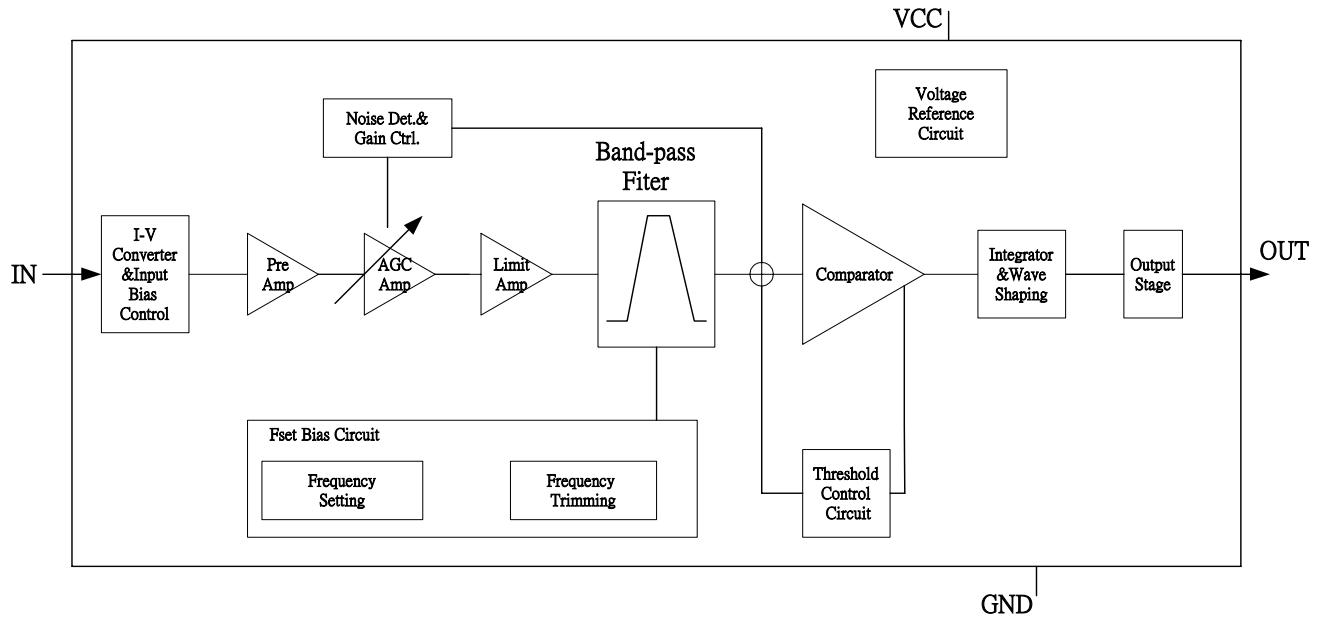 VCC
Voltage
Reference
Circuit
Noise Det.&
Gain Ctrl.
Band-pass
Fiter
IN
I-V
Converter
&Input
Bias
Control
Pre
Amp
AGC
Amp
Limit
Amp
Comparator
Integrator
&Wave
Shaping
Output
Stage
OUT
Fset Bias Circuit
Frequency
Setting
Frequency
Trimming
Threshold
Control
Circuit
GND